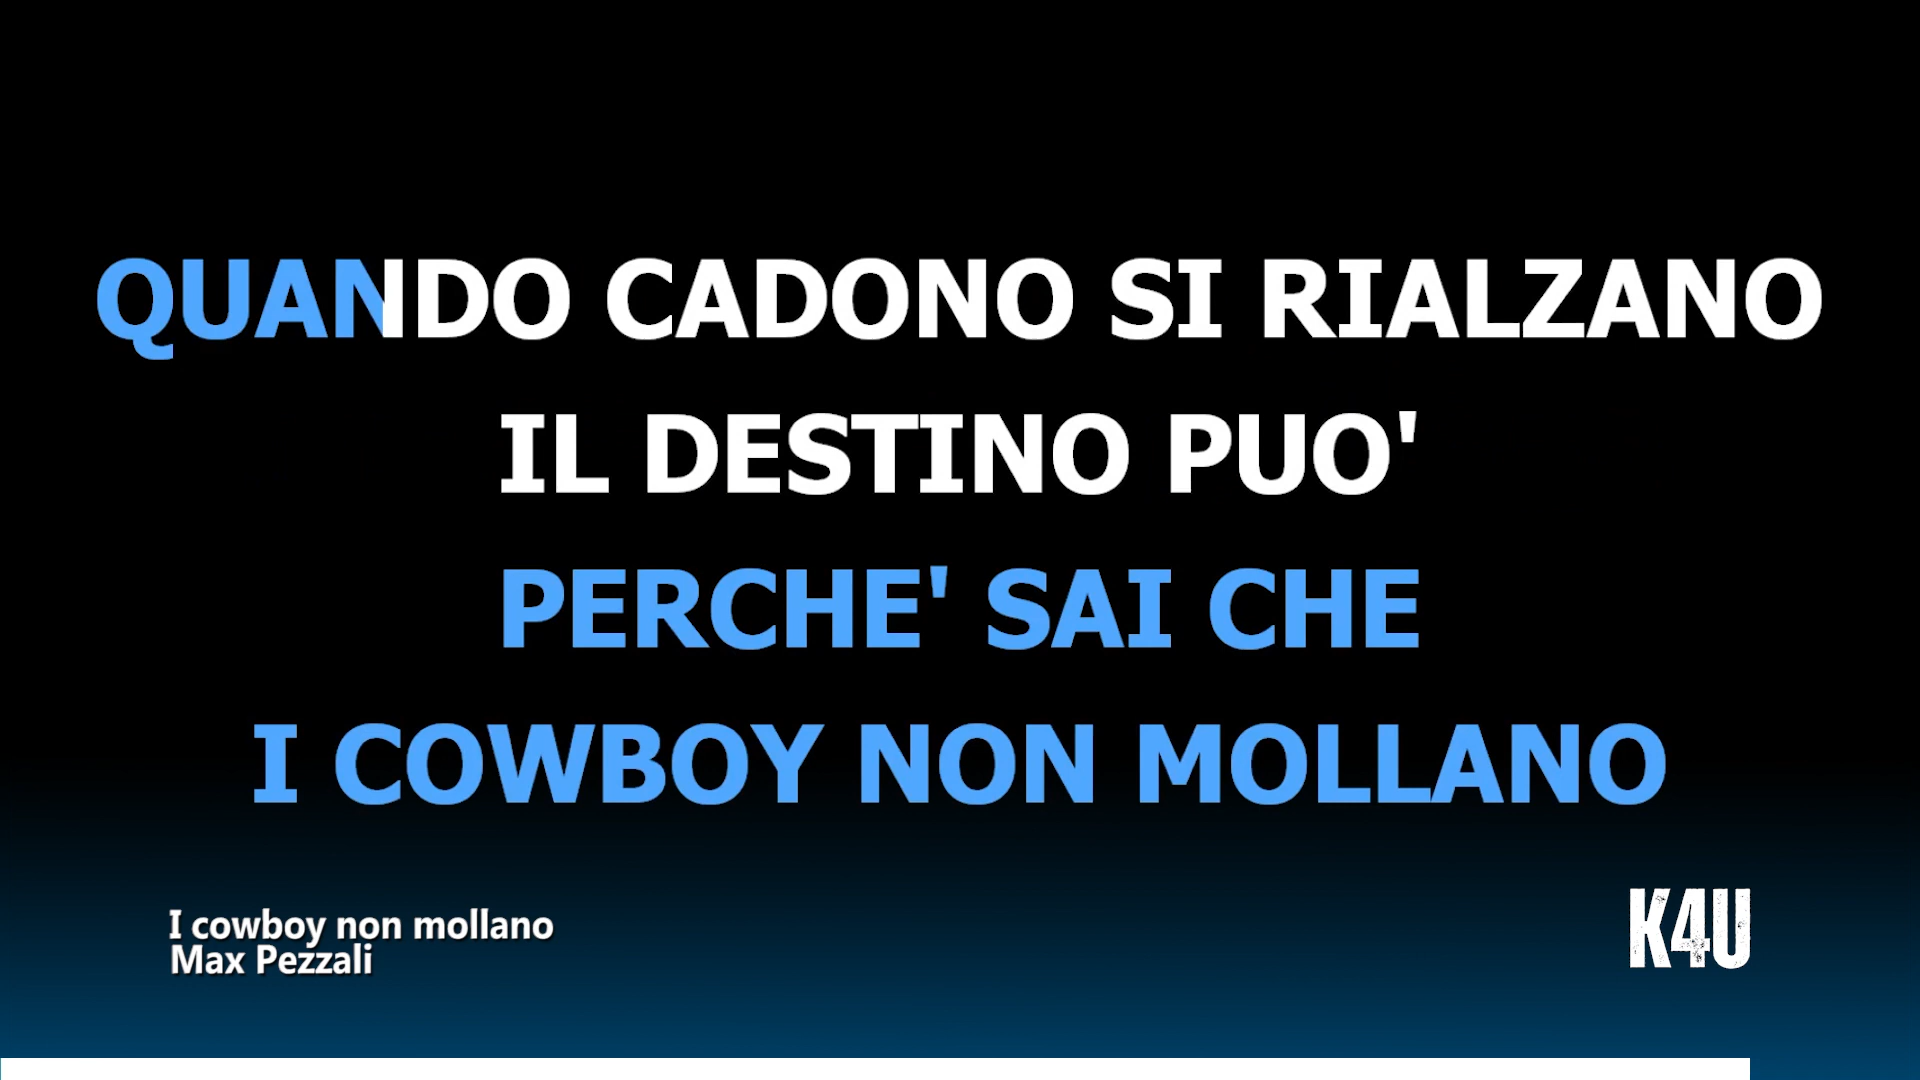 QUANDO CADONO SI RIALZANO
IL DESTINO PUO'
PERCHE' SAI CHE
I COWBOY NON MOLLANO
I cowboy non mollano
Max Pezzali
K4U